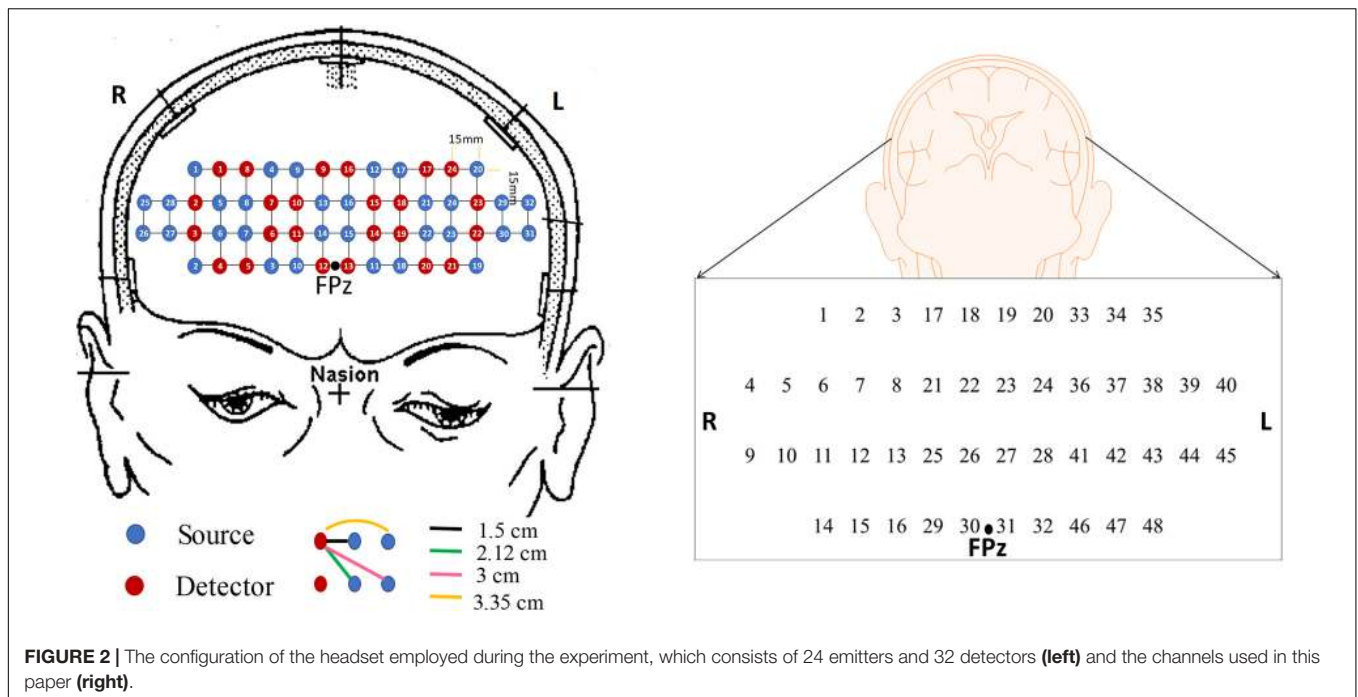 R
L
15mm
15mm
1 1 8 4 9 9 16 12 17 17 24 20
25 28 2 5 8 7 10 13 16 15 18 21 24 23 29 32
26 27 3 6 7 6 11 14 15 14 19 22 23 22 30 31
2 4 5 3 10 12 13 11 18 20 21 19
FPz
Nasion
Source
Detector
1.5 cm
2.12 cm
3 cm
3.35 cm
1 2 3 17 18 19 20 33 34 35
4 5 6 7 8 21 22 23 24 36 37 38 39 40
R
L
9 10 11 12 13 25 26 27 28 41 42 43 44 45
14 15 16 29 30 31 32 46 47 48
FPz
FIGURE 2 | The configuration of the headset employed during the experiment, which consists of 24 emitters and 32 detectors (left) and the channels used in this
paper (right).